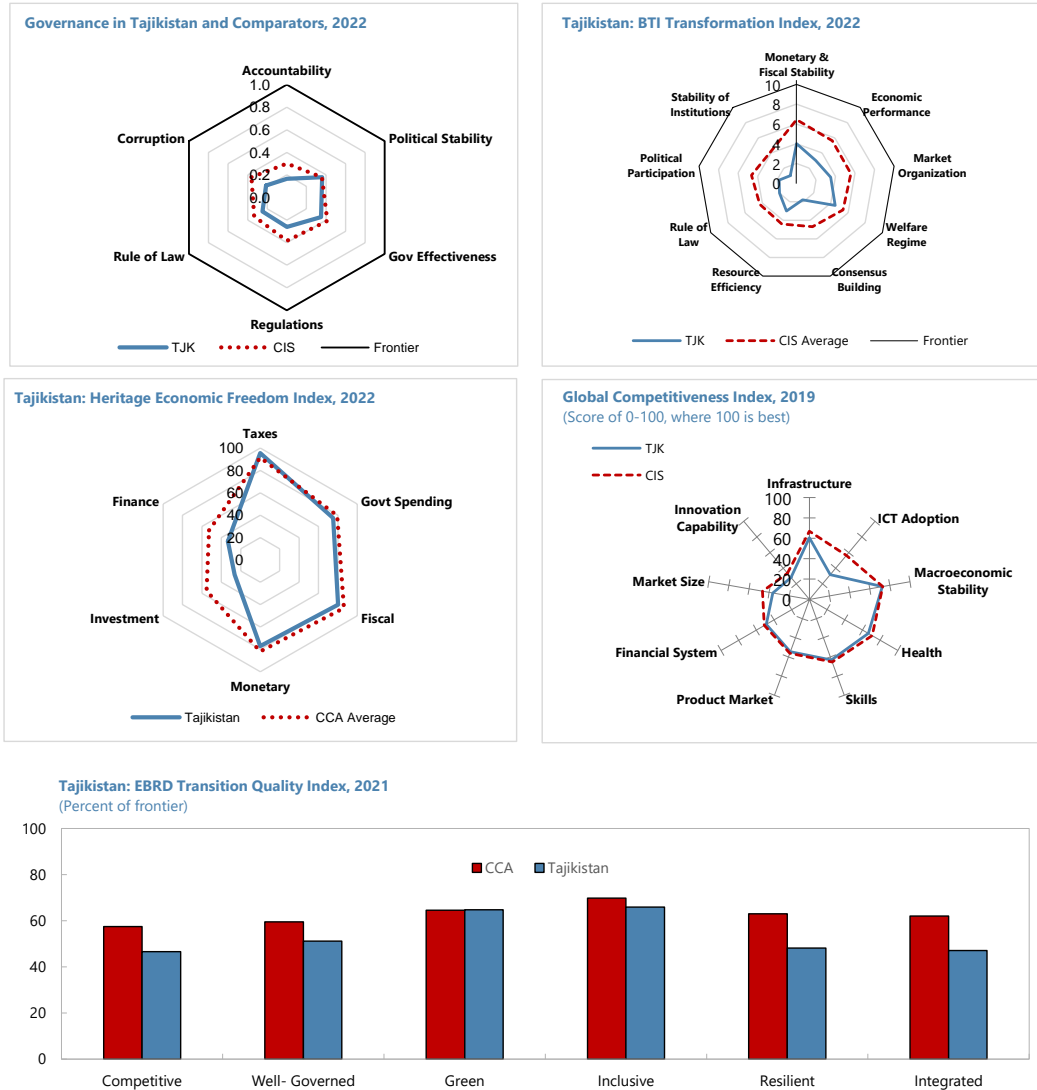 Governance in Tajikistan and Comparators, 2022
Accountability
1.0
0.8
0.6
0.4
0.2
0.0
Political Stability
Gov Effectiveness
Regulations
Rule of Law
Corruption
TJK
CIS
Frontier
Tajikistan: BTI Transformation Index, 2022
Monetary &
Fiscal Stability
10
8
6
4
2
0
Economic
Performance
Market
Organization
Welfare
Regime
Consensus
Building
Resource
Efficiency
Rule of
Law
Political
Participation
Stability of
Institutions
TJK
CIS Average
Frontier
Tajikistan: Heritage Economic Freedom Index, 2022
Taxes
100
80
60
40
20
0
Govt Spending
Fiscal
Monetary
Investment
Finance
Tajikistan
CCA Average
Global Competitiveness Index, 2019
(Score of 0-100, where 100 is best)
TJK
CIS
Infrastructure
100
80
60
40
20
0
ICT Adoption
Macroeconomic
Stability
Health
Skills
Product Market
Financial System
Market Size
Innovation
Capability
Tajikistan: EBRD Transition Quality Index, 2021
(Percent of frontier)
100
80
60
40
20
0
CCA
Tajikistan
Competitive
Well- Governed
Green
Inclusive
Resilient
Integrated